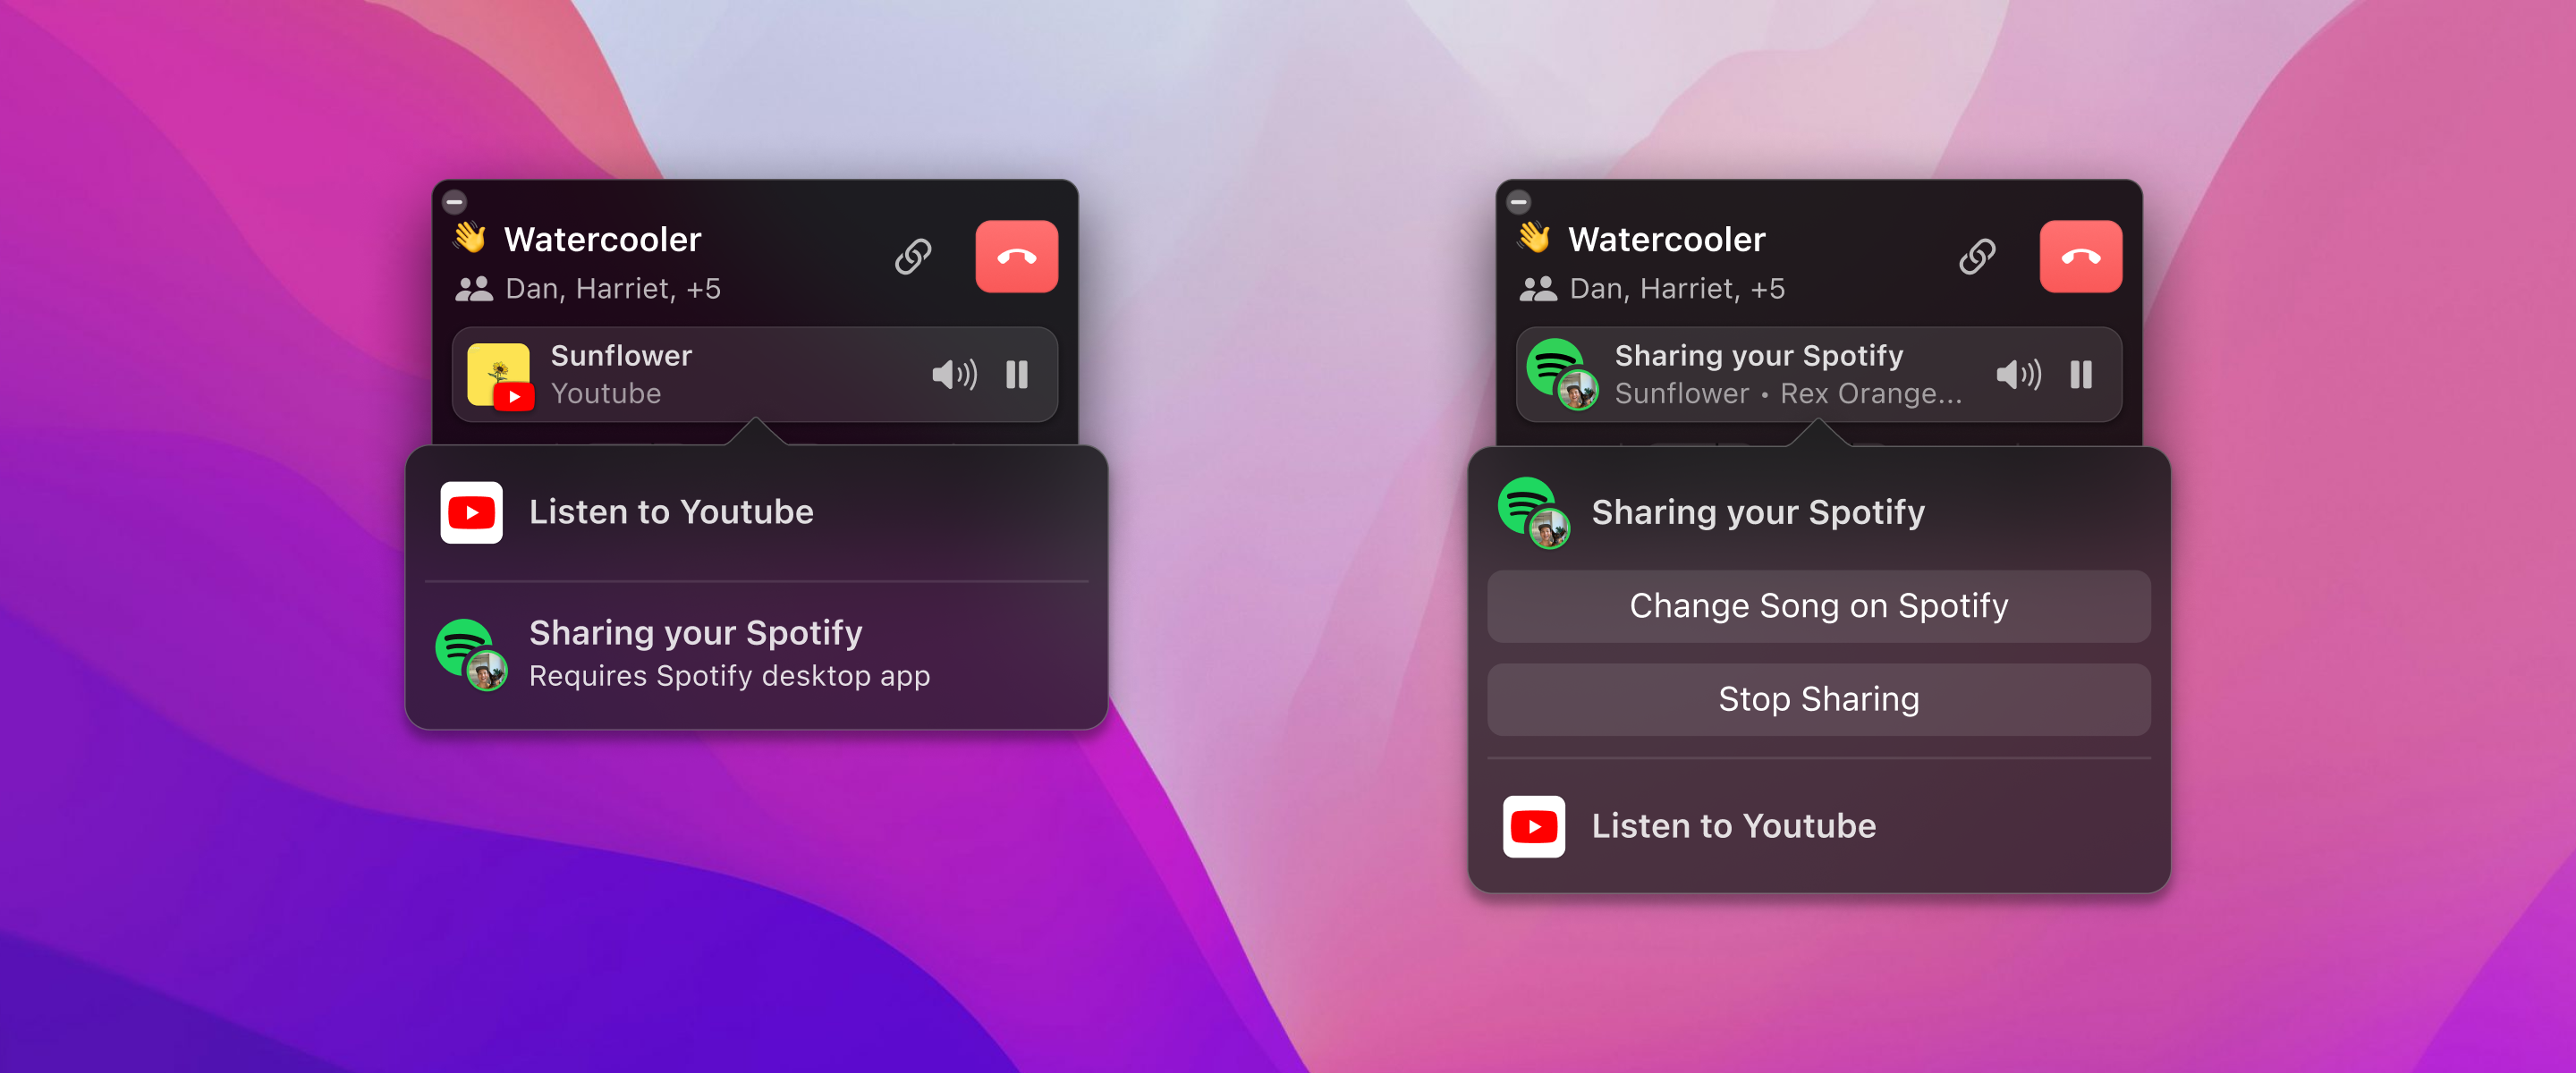 Watercooler
Dan, Harriet, +5
Sunflower
Youtube
Listen to Youtube
Sharing your Spotify
Requires Spotify desktop app
Watercooler
Dan, Harriet, +5
Sharing your Spotify
Sunflower • Rex Orange...
Sharing your Spotify
Change Song on Spotify
Stop Sharing
Listen to Youtube